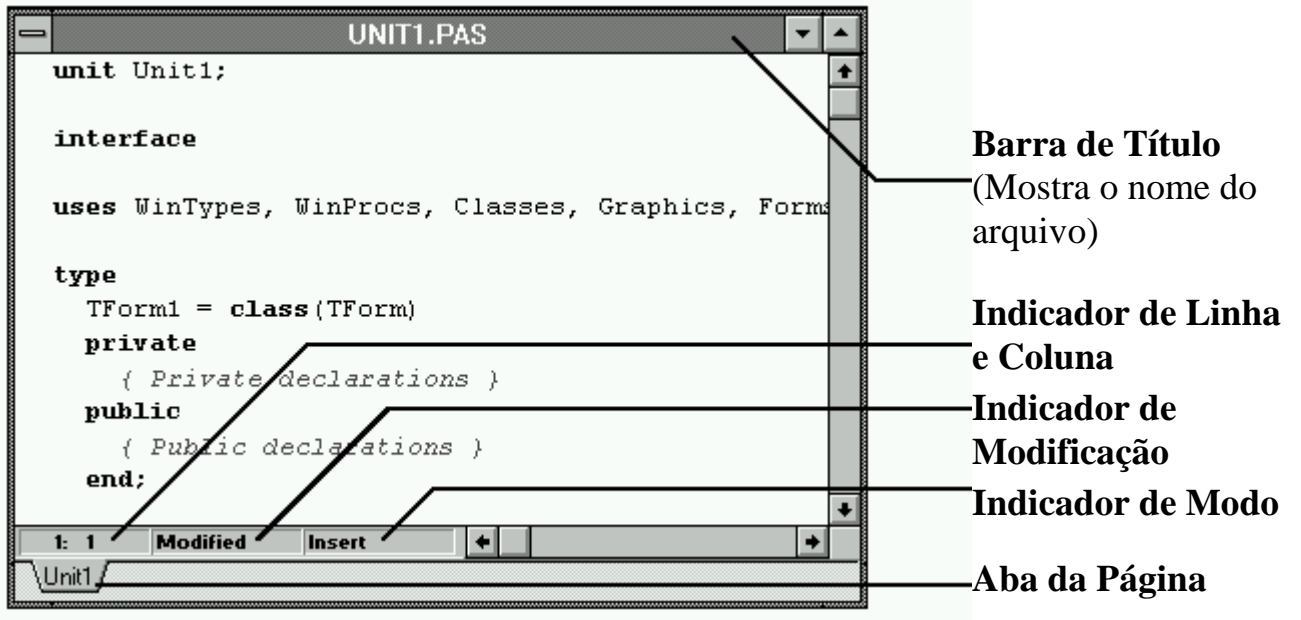 UNIT1.PAS
unit Unit1;
interface
uses WinTypes, WinProcs, Classes, Graphics, Forms
type
TForm1 = class(TForm)
private
{ Private declarations }
public
{ Public declarations }
end;
1: 1 Modified Insert
Unit1
Barra de Título
(Mostra o nome do
arquivo)
Indicador de Linha
e Coluna
Indicador de
Modificação
Indicador de Modo
Aba da Página